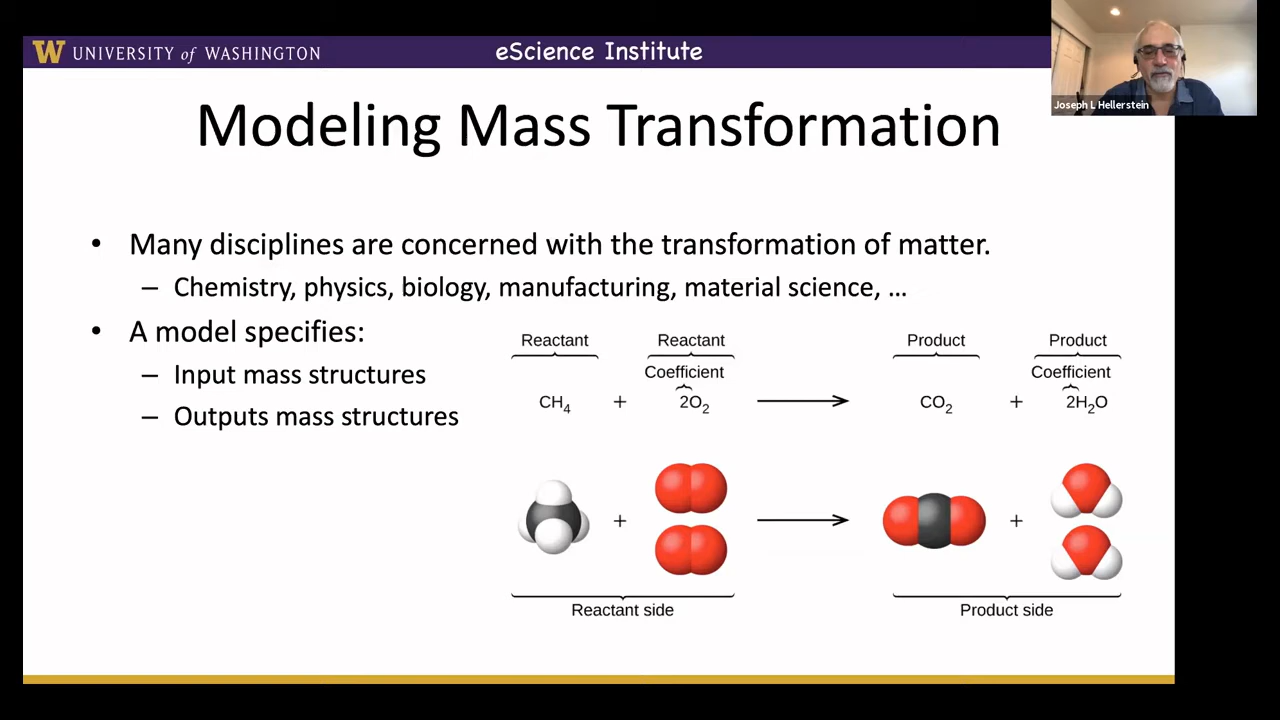 W UNIVERSITY of WASHINGTON
eScience Institute
Joseph L Hellerstein
Modeling Mass Transformation
• Many disciplines are concerned with the transformation of matter.
– Chemistry, physics, biology, manufacturing, material science, …
• A model specifies:
– Input mass structures
– Outputs mass structures
Reactant Reactant Product Product
Coefficient Coefficient
CH₄ + 2O₂ → CO₂ + 2H₂O
+ → +
Reactant side Product side